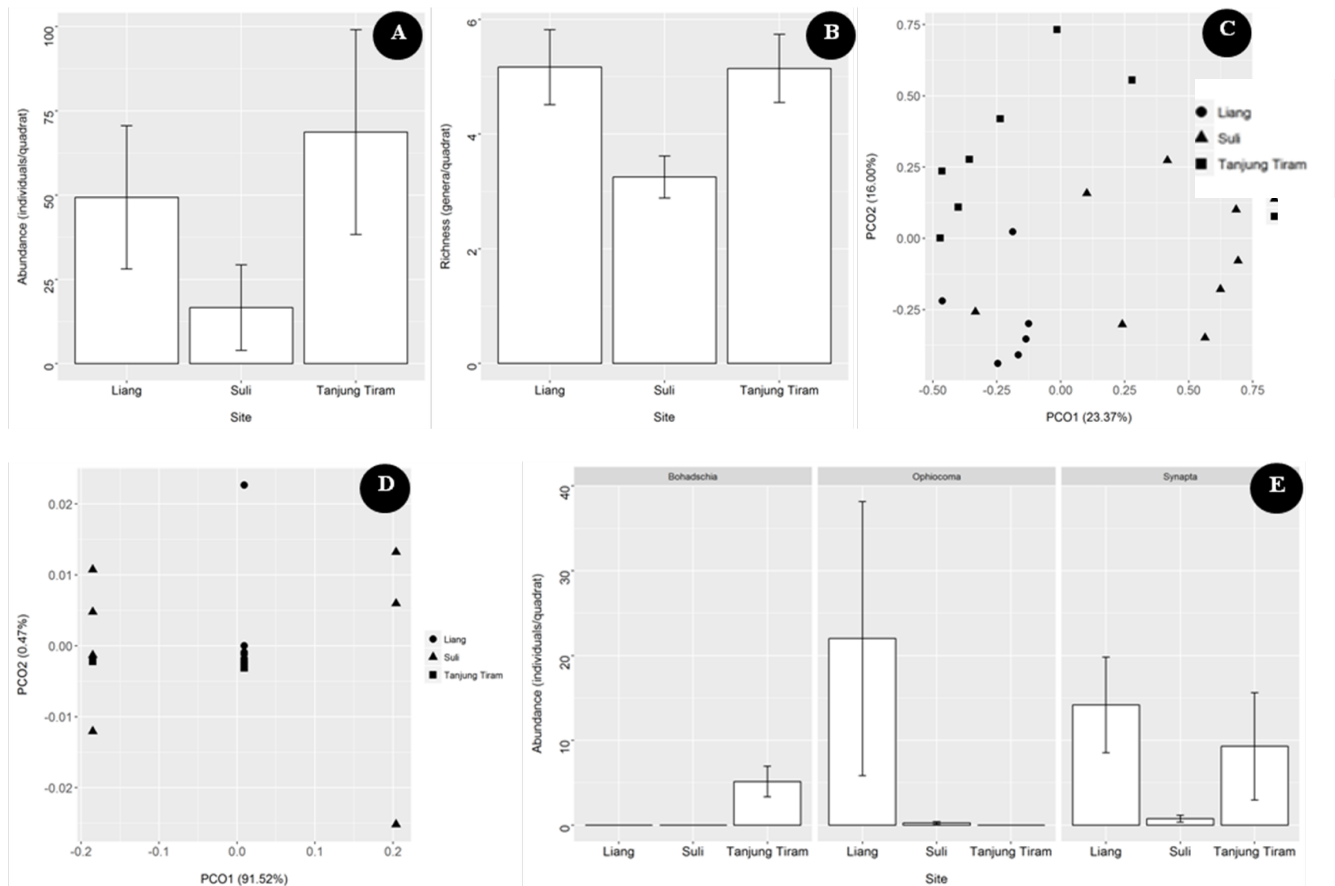 A
Abundance (individuals/quadrat)
100
75
50
25
0
Liang Suli Tanjung Tiram
Site
B
Richness (genera/quadrat)
6
4
2
0
Liang Suli Tanjung Tiram
Site
C
PCO2 (16.00%)
0.75
0.50
0.25
0.00
-0.25
-0.50 -0.25 0.00 0.25 0.50 0.75
PCO1 (23.37%)
Liang
Suli
Tanjung Tiram
D
PCO2 (0.47%)
0.02
0.01
0.00
-0.01
-0.02
-0.2 -0.1 0.0 0.1 0.2
PCO1 (91.52%)
Liang
Suli
Tanjung Tiram
E
Bohadschia Ophiocoma Synapta
Abundance (individuals/quadrat)
40
30
20
10
0
Liang Suli Tanjung Tiram Liang Suli Tanjung Tiram Liang Suli Tanjung Tiram
Site